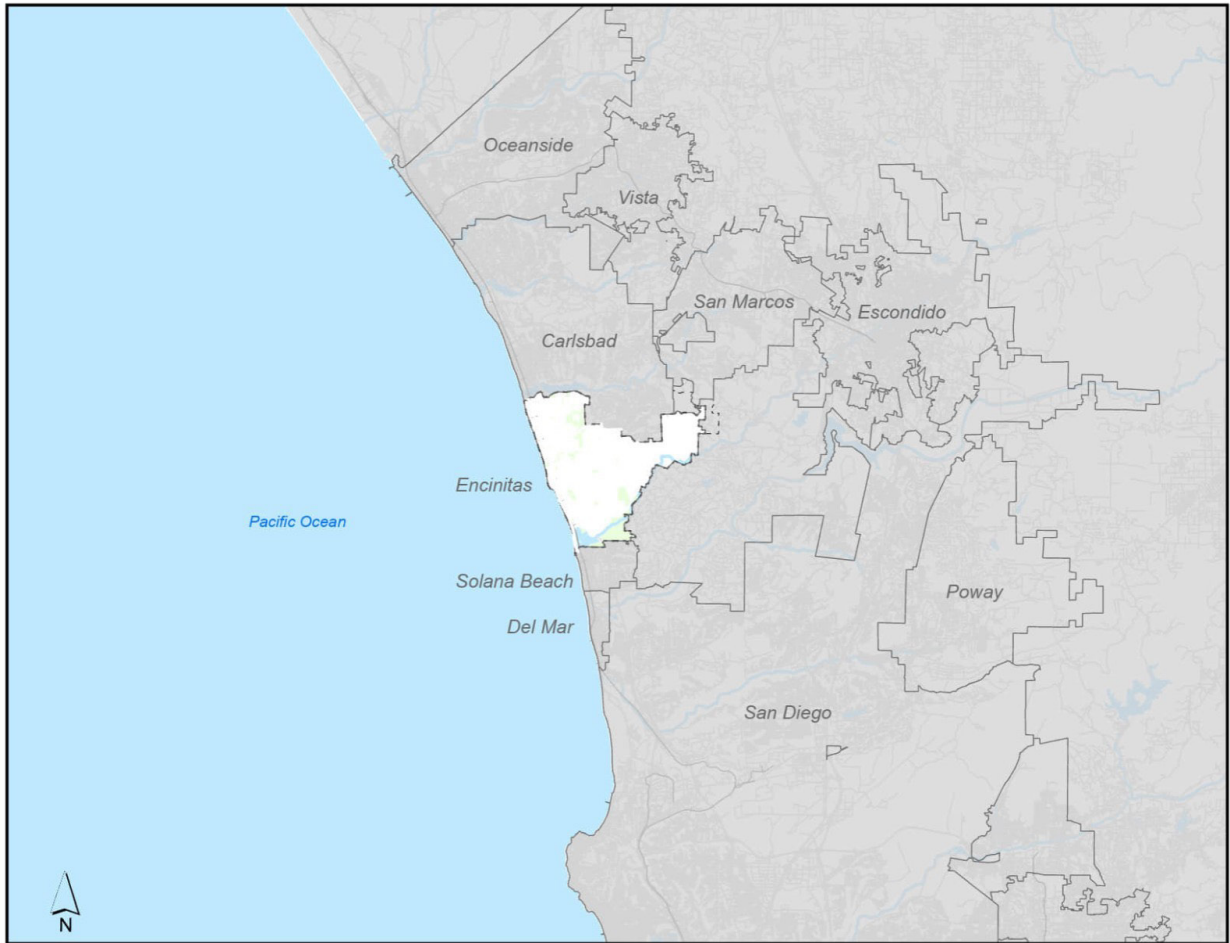 Oceanside
Vista
San Marcos
Escondido
Carlsbad
Encinitas
Pacific Ocean
Solana Beach
Poway
Del Mar
San Diego
N